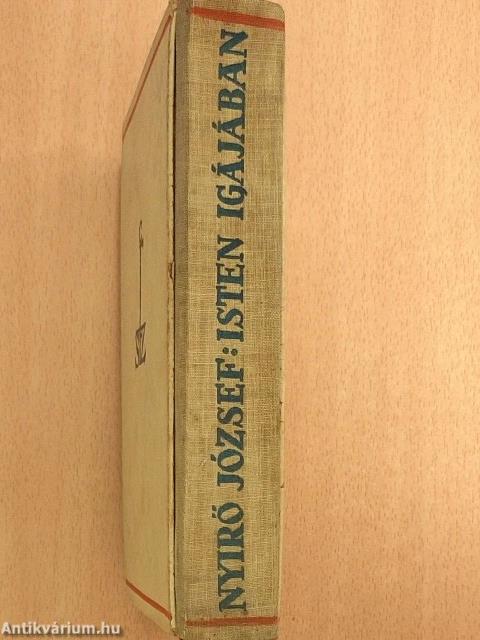 NYIRŐ JÓZSEF: ISTEN IGÁJÁBAN
Antikvárium.hu